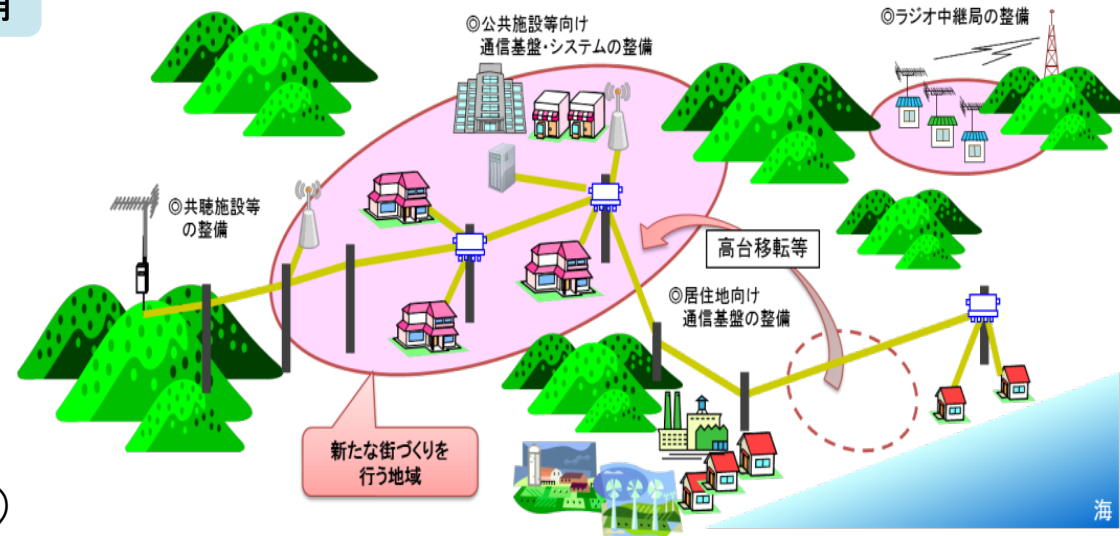 ◎公共施設等向け
通信基盤・システムの整備
◎ラジオ中継局の整備
◎共聴施設等
の整備
高台移転等
◎居住地向け
通信基盤の整備
新たな街づくりを
行う地域
海
）